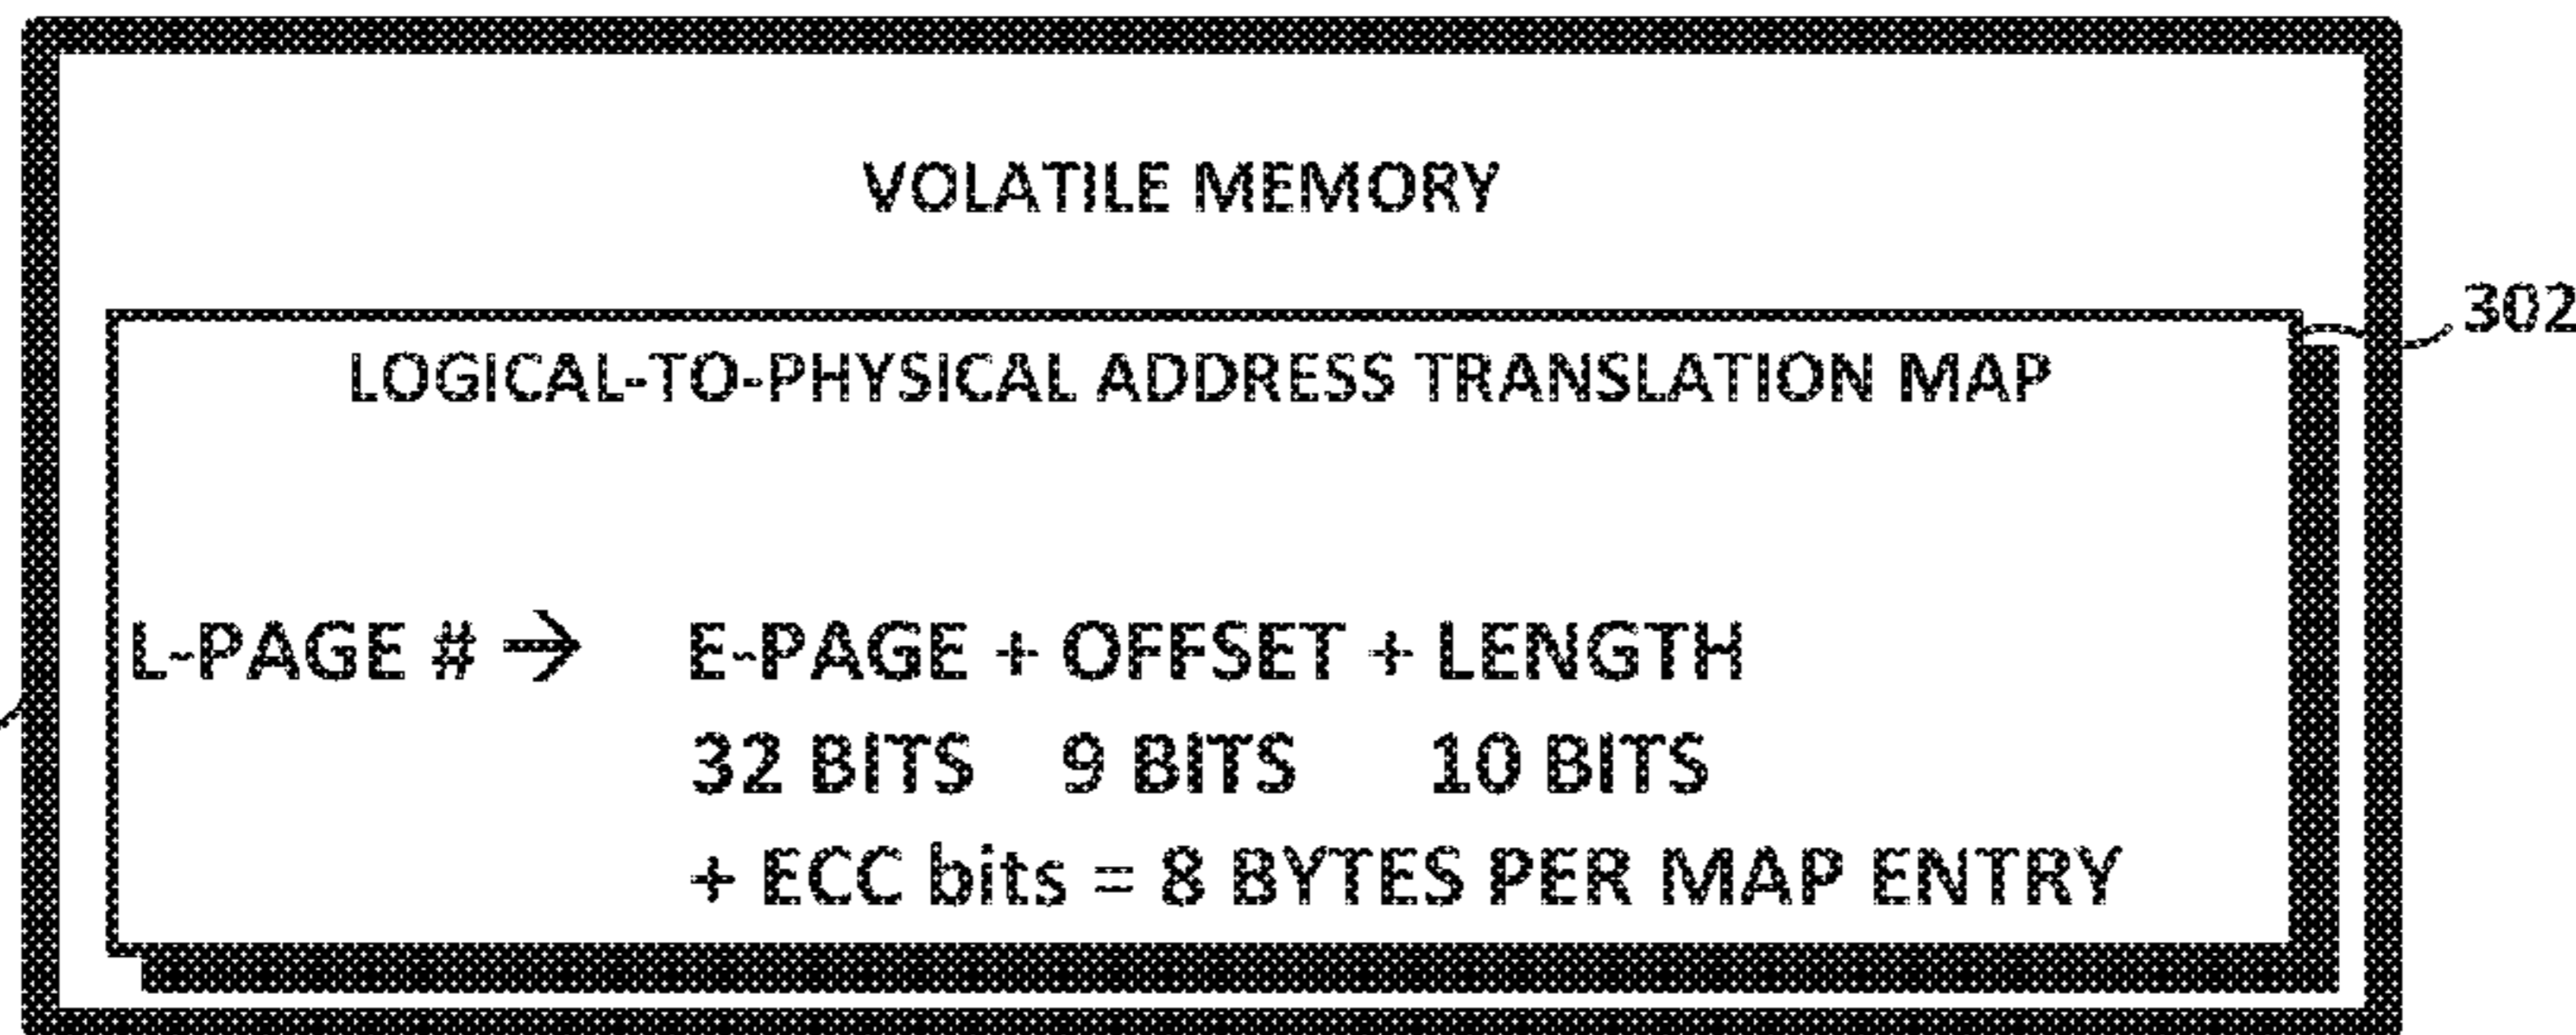 VOLATILE MEMORY
302
LOGICAL-TO-PHYSICAL ADDRESS TRANSLATION MAP
L-PAGE # → E-PAGE + OFFSET + LENGTH
32 BITS 9 BITS 10 BITS
+ ECC bits = 8 BYTES PER MAP ENTRY